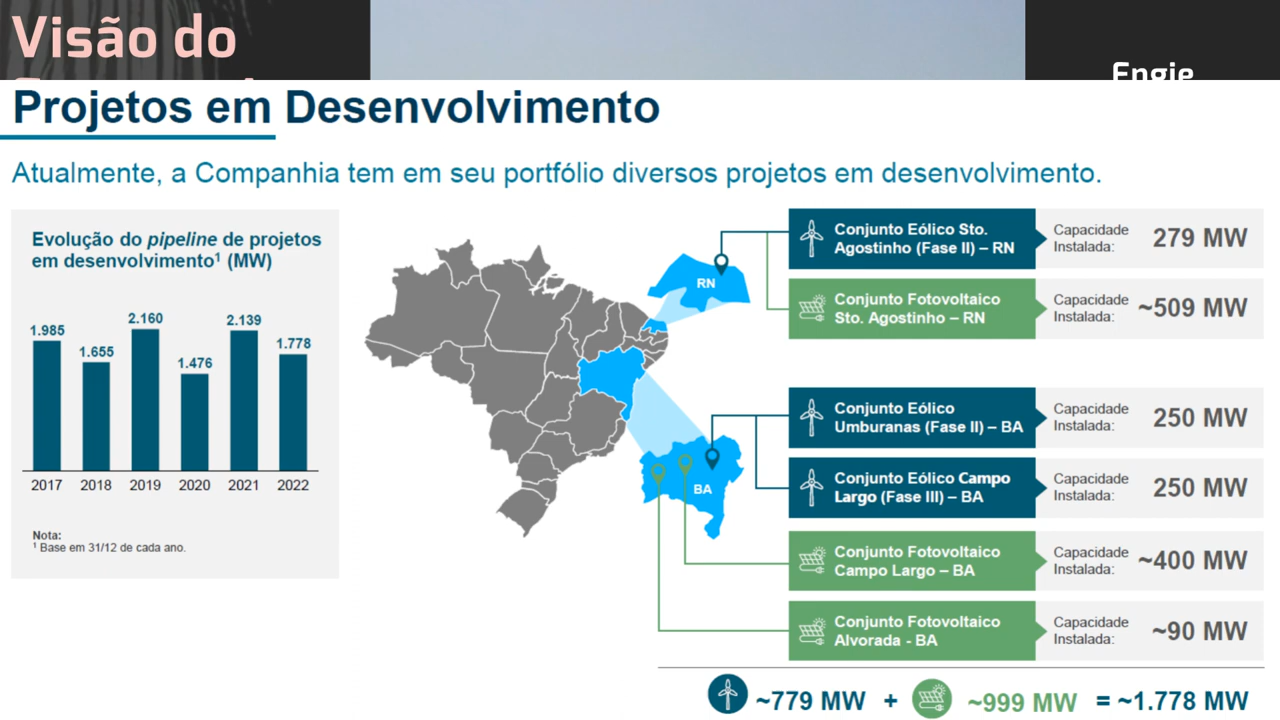 Visão do
Engie
Projetos em Desenvolvimento
Atualmente, a Companhia tem em seu portfólio diversos projetos em desenvolvimento.
Evolução do pipeline de projetos
em desenvolvimento¹ (MW)
1.985
1.655
2.160
1.476
2.139
1.778
2017
2018
2019
2020
2021
2022
Nota:
¹ Base em 31/12 de cada ano.
RN
BA
Conjunto Eólico Sto.
Agostinho (Fase II) – RN
Capacidade
Instalada:
279 MW
Conjunto Fotovoltaico
Sto. Agostinho – RN
Capacidade
Instalada:
~509 MW
Conjunto Eólico
Umburanas (Fase II) – BA
Capacidade
Instalada:
250 MW
Conjunto Eólico Campo
Largo (Fase III) – BA
Capacidade
Instalada:
250 MW
Conjunto Fotovoltaico
Campo Largo – BA
Capacidade
Instalada:
~400 MW
Conjunto Fotovoltaico
Alvorada - BA
Capacidade
Instalada:
~90 MW
~779 MW + ~999 MW = ~1.778 MW